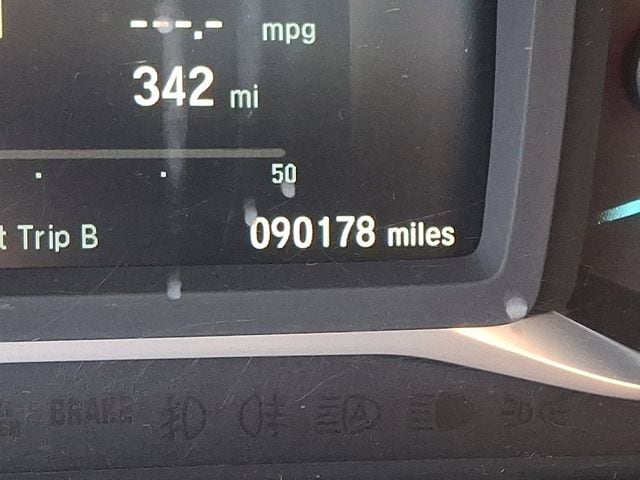 ---.- mpg
342 mi
50
t Trip B
090178 miles
BRAKE
A